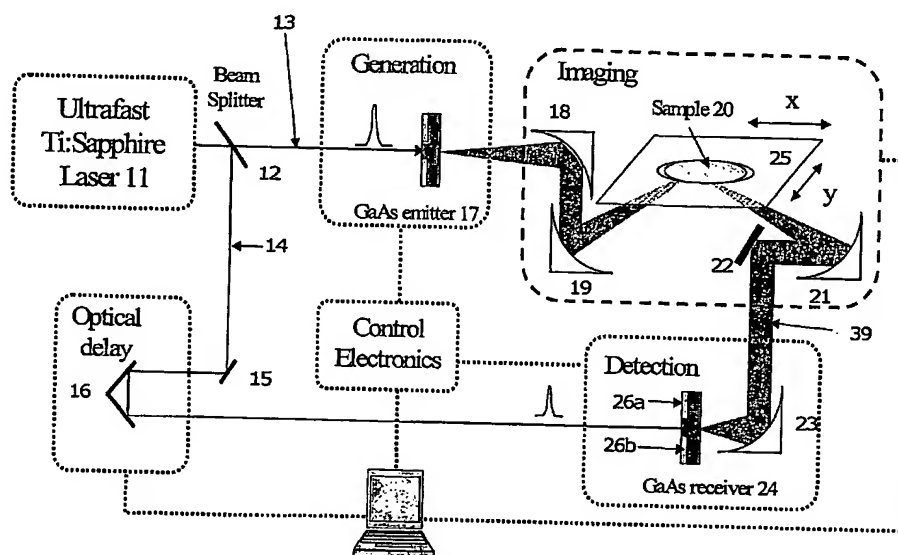 13
Generation
Imaging
Beam
Splitter
18
Sample 20
x
Ultrafast
Ti:Sapphire
Laser 11
25
12
y
GaAs emitter 17
14
22
19
21
Optical
delay
Control
Electronics
39
15
Detection
16
26a
23
26b
GaAs receiver 24